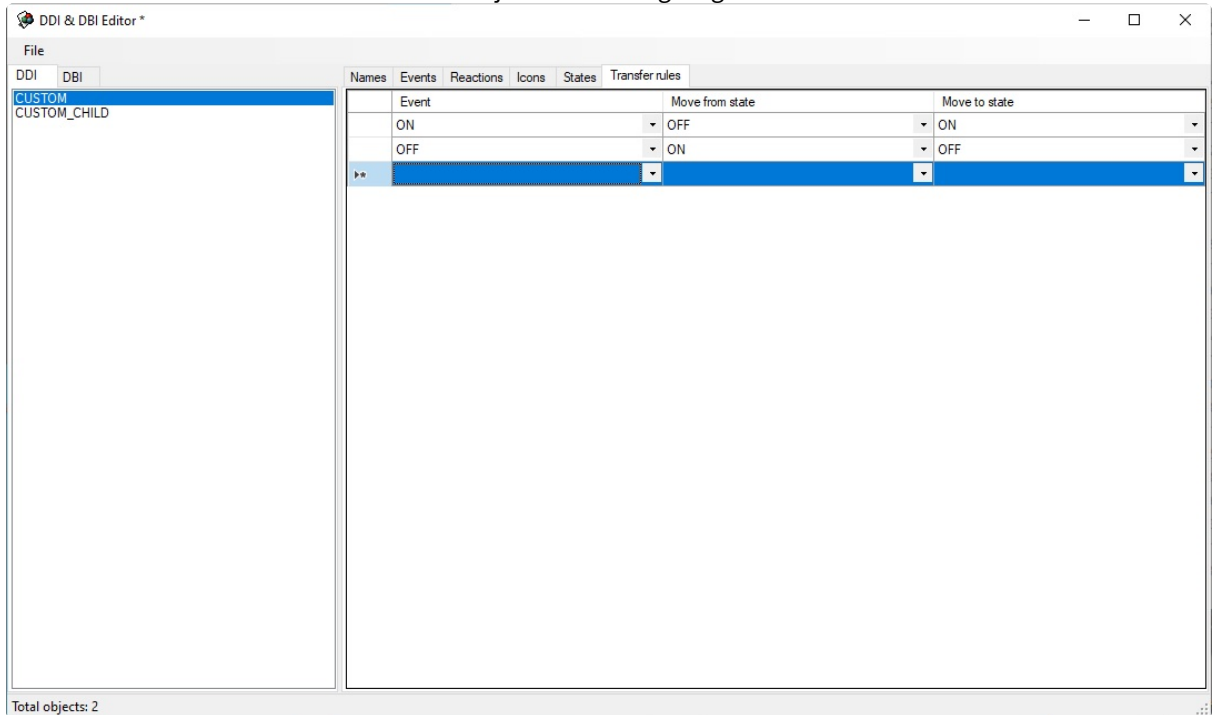 DDI & DBI Editor *
File
DDI DBI
Names Events Reactions Icons States Transfer rules
CUSTOM
CUSTOM_CHILD
Event Move from state Move to state
ON OFF ON
OFF ON OFF
Total objects: 2